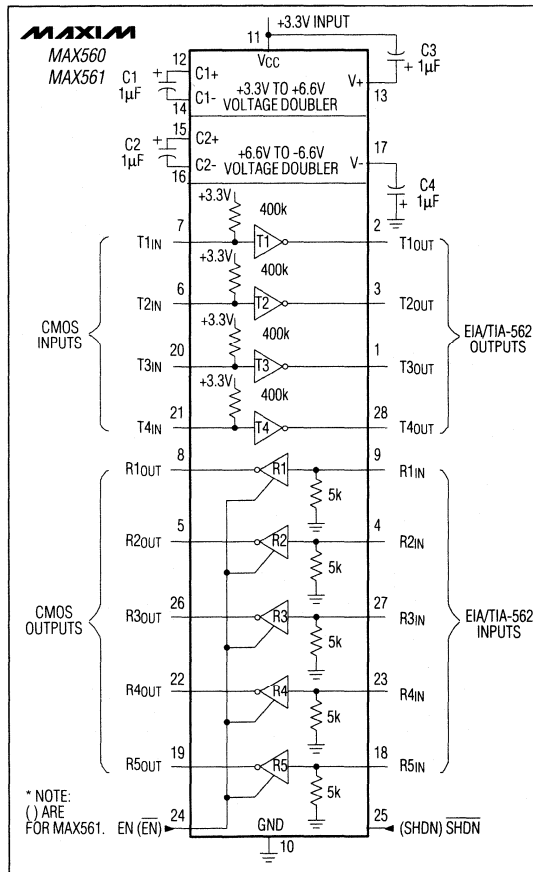 MAXIM
MAX560
MAX561
+3.3V INPUT
11
VCC
12
C1+
C1
1µF
+
C1-
14
+3.3V TO +6.6V
VOLTAGE DOUBLER
V+
13
C3
+
1µF
15
C2+
C2
1µF
+
C2-
16
+6.6V TO -6.6V
VOLTAGE DOUBLER
V-
17
C4
+
1µF
CMOS
INPUTS
+3.3V
400k
T1IN
7
T1
2
T1OUT
+3.3V
400k
T2IN
6
T2
3
T2OUT
+3.3V
400k
T3IN
20
T3
1
T3OUT
+3.3V
400k
T4IN
21
T4
28
T4OUT
EIA/TIA-562
OUTPUTS
CMOS
OUTPUTS
R1OUT
8
R1
9
R1IN
5k
R2OUT
5
R2
4
R2IN
5k
R3OUT
26
R3
27
R3IN
5k
R4OUT
22
R4
23
R4IN
5k
R5OUT
19
R5
18
R5IN
5k
EIA/TIA-562
INPUTS
* NOTE:
( ) ARE
FOR MAX561.
EN (E̅N̅)
24
GND
10
25
(SHDN) S̅H̅D̅N̅